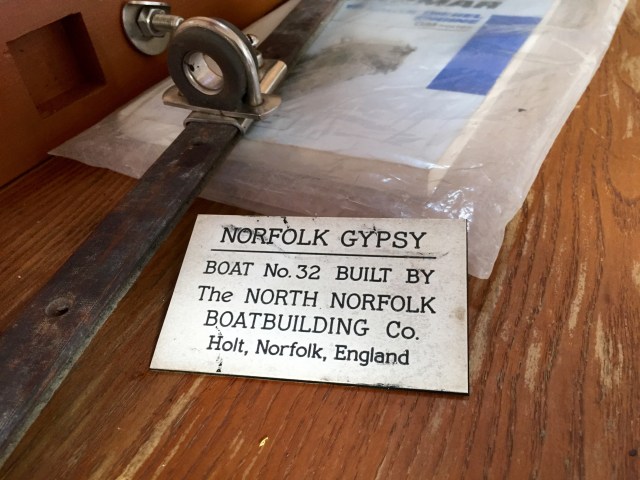 NORFOLK GYPSY
BOAT No. 32 BUILT BY
The NORTH NORFOLK
BOATBUILDING Co.
Holt, Norfolk, England